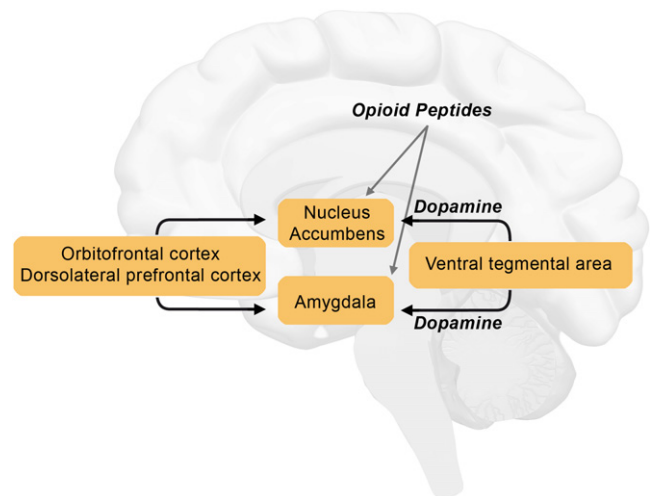 Opioid Peptides
Nucleus
Accumbens
Dopamine
Orbitofrontal cortex
Dorsolateral prefrontal cortex
Ventral tegmental area
Amygdala
Dopamine